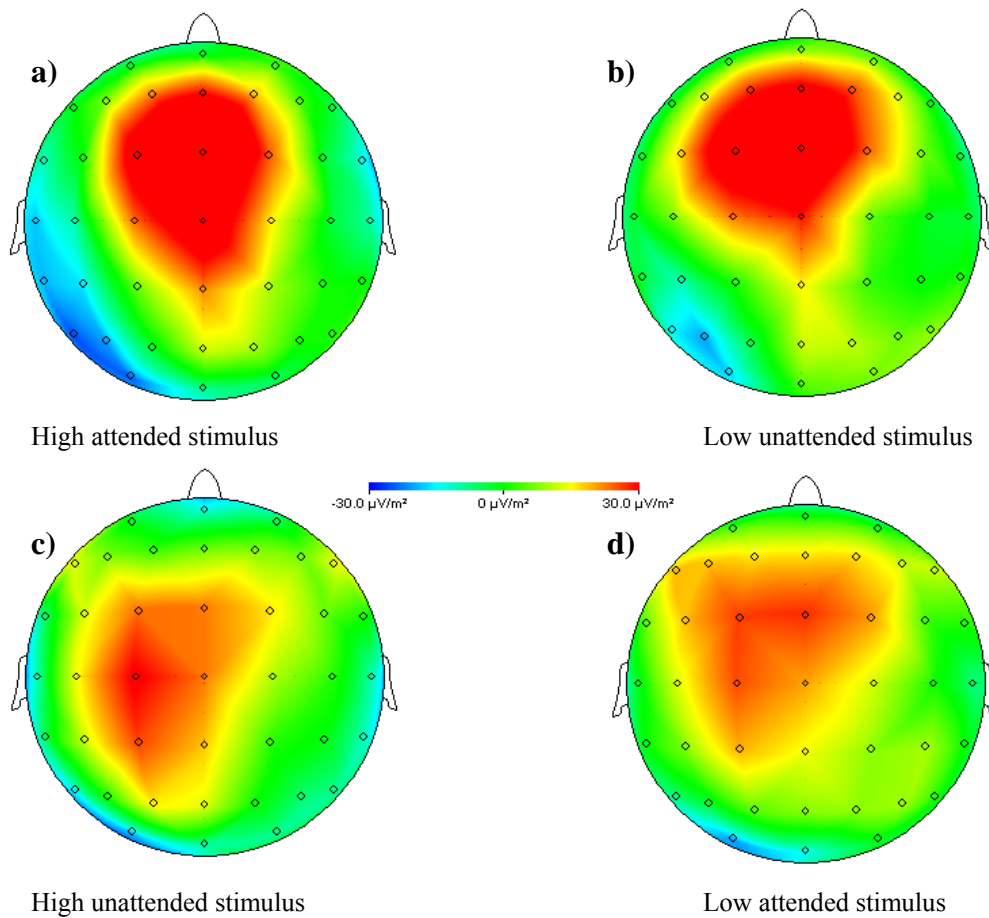 a)
b)
High attended stimulus
Low unattended stimulus
-30.0 µV/m²
0 µV/m²
30.0 µV/m²
c)
d)
High unattended stimulus
Low attended stimulus